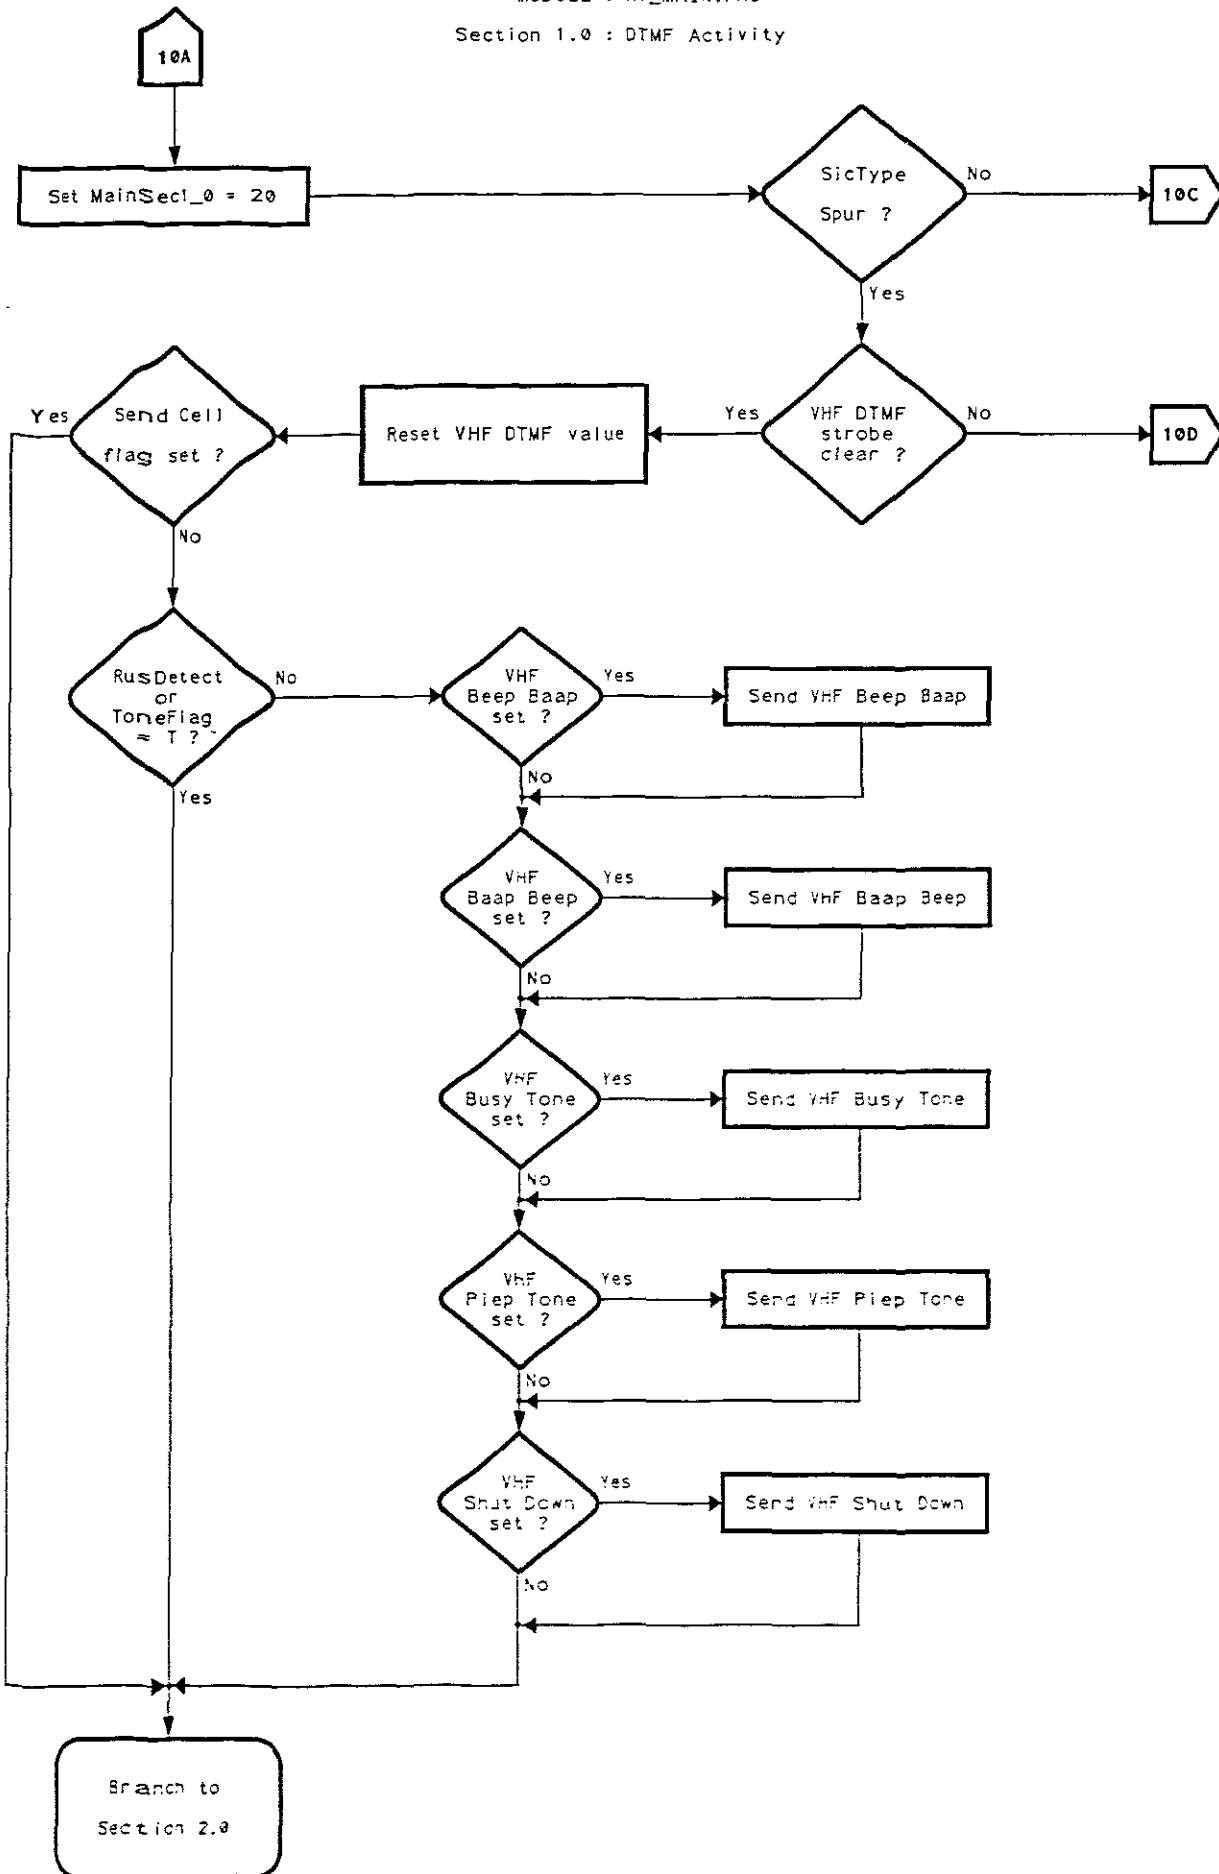 Section 1.0 : DTMF Activity
10A
Set MainSec1_0 = 20
SicType
Spur ?
No
10C
Yes
Yes
Send Cell
flag set ?
Reset VHF DTMF value
Yes
VHF DTMF
strobe
clear ?
No
10D
No
RusDetect
or
ToneFlag
= T ?
No
VHF
Beep Baap
set ?
Yes
Send VHF Beep Baap
No
Yes
VHF
Baap Beep
set ?
Yes
Send VHF Baap Beep
No
VHF
Busy Tone
set ?
Yes
Send VHF Busy Tone
No
VHF
Piep Tone
set ?
Yes
Send VHF Piep Tone
No
VHF
Shut Down
set ?
Yes
Send VHF Shut Down
No
Branch to
Section 2.0